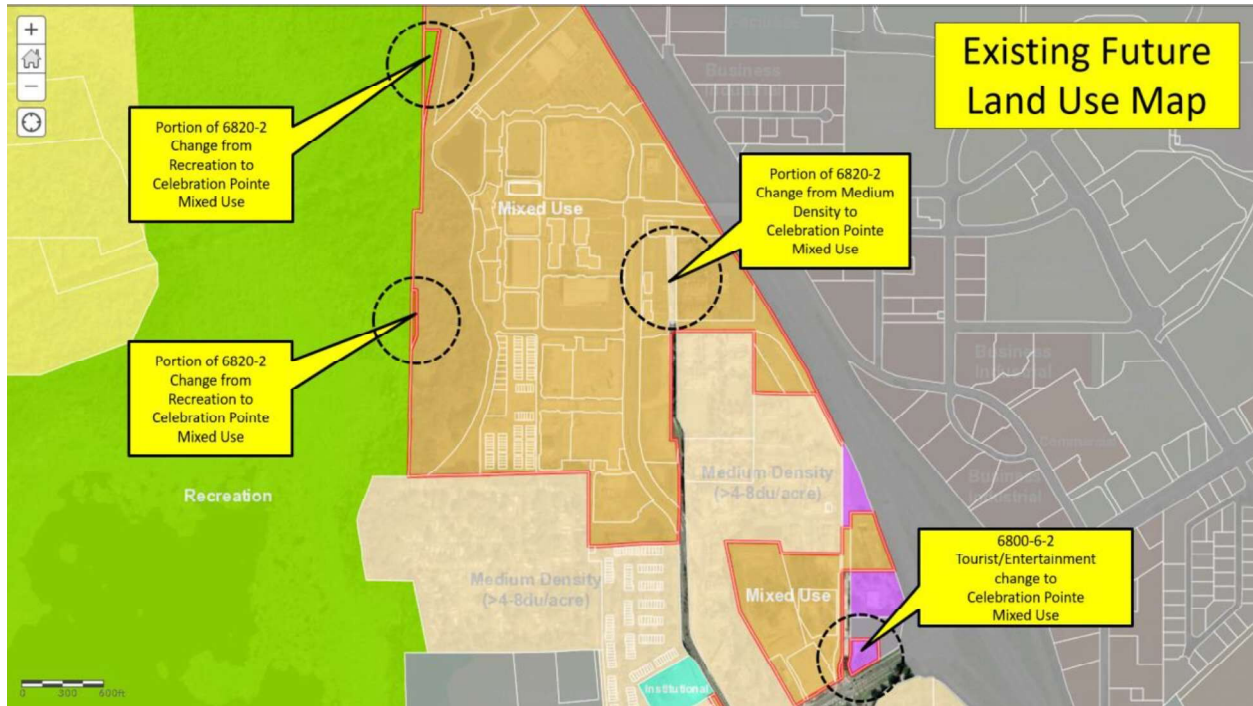 +
−
Existing Future
Land Use Map
Portion of 6820-2
Change from
Recreation to
Celebration Pointe
Mixed Use
Portion of 6820-2
Change from Medium
Density to
Celebration Pointe
Mixed Use
Portion of 6820-2
Change from
Recreation to
Celebration Pointe
Mixed Use
6800-6-2
Tourist/Entertainment
change to
Celebration Pointe
Mixed Use
Business
Mixed Use
Business
Industrial
Commercial
Business
Industrial
Medium Density
(>4-8du/acre)
Recreation
Medium Density
(>4-8du/acre)
Mixed Use
Institutional
0 300 600ft